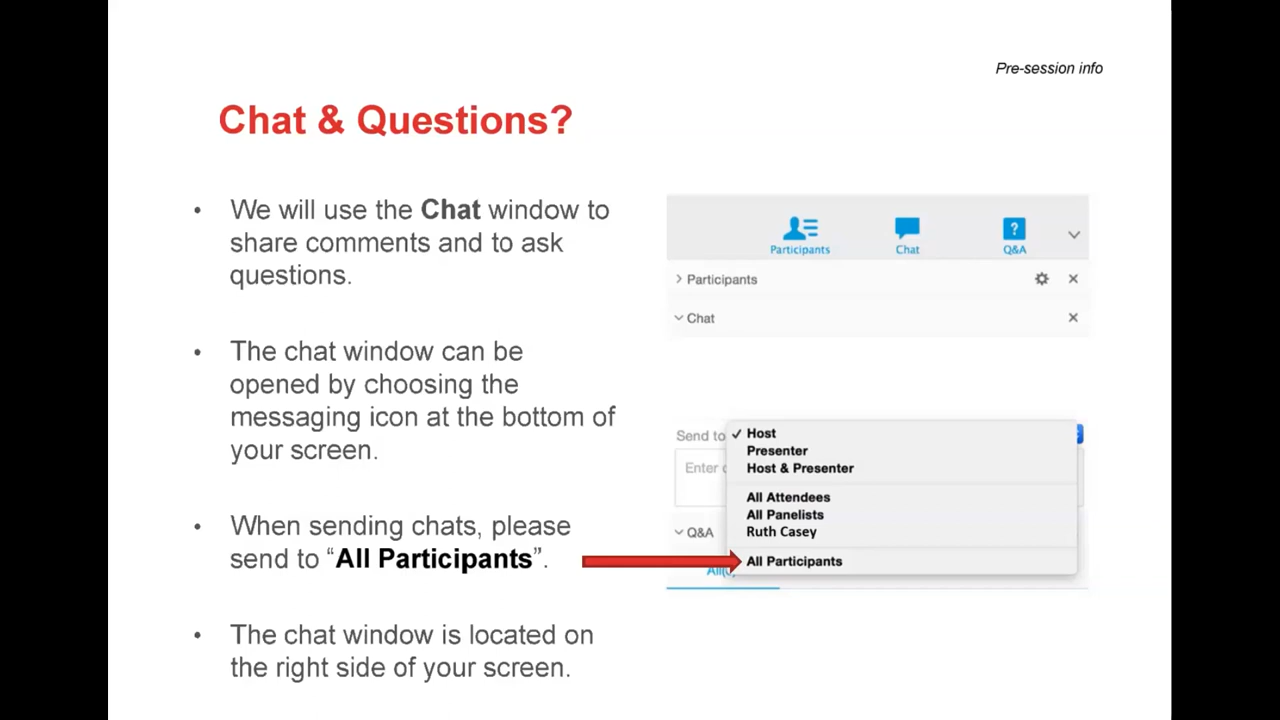 Pre-session info
Chat & Questions?
• We will use the Chat window to
share comments and to ask
questions.
• The chat window can be
opened by choosing the
messaging icon at the bottom of
your screen.
• When sending chats, please
send to “All Participants”.
• The chat window is located on
the right side of your screen.
Participants Chat Q&A
Participants
Chat
Send to
✓ Host
Presenter
Host & Presenter
Enter
All Attendees
All Panelists
Ruth Casey
Q&A
All Participants